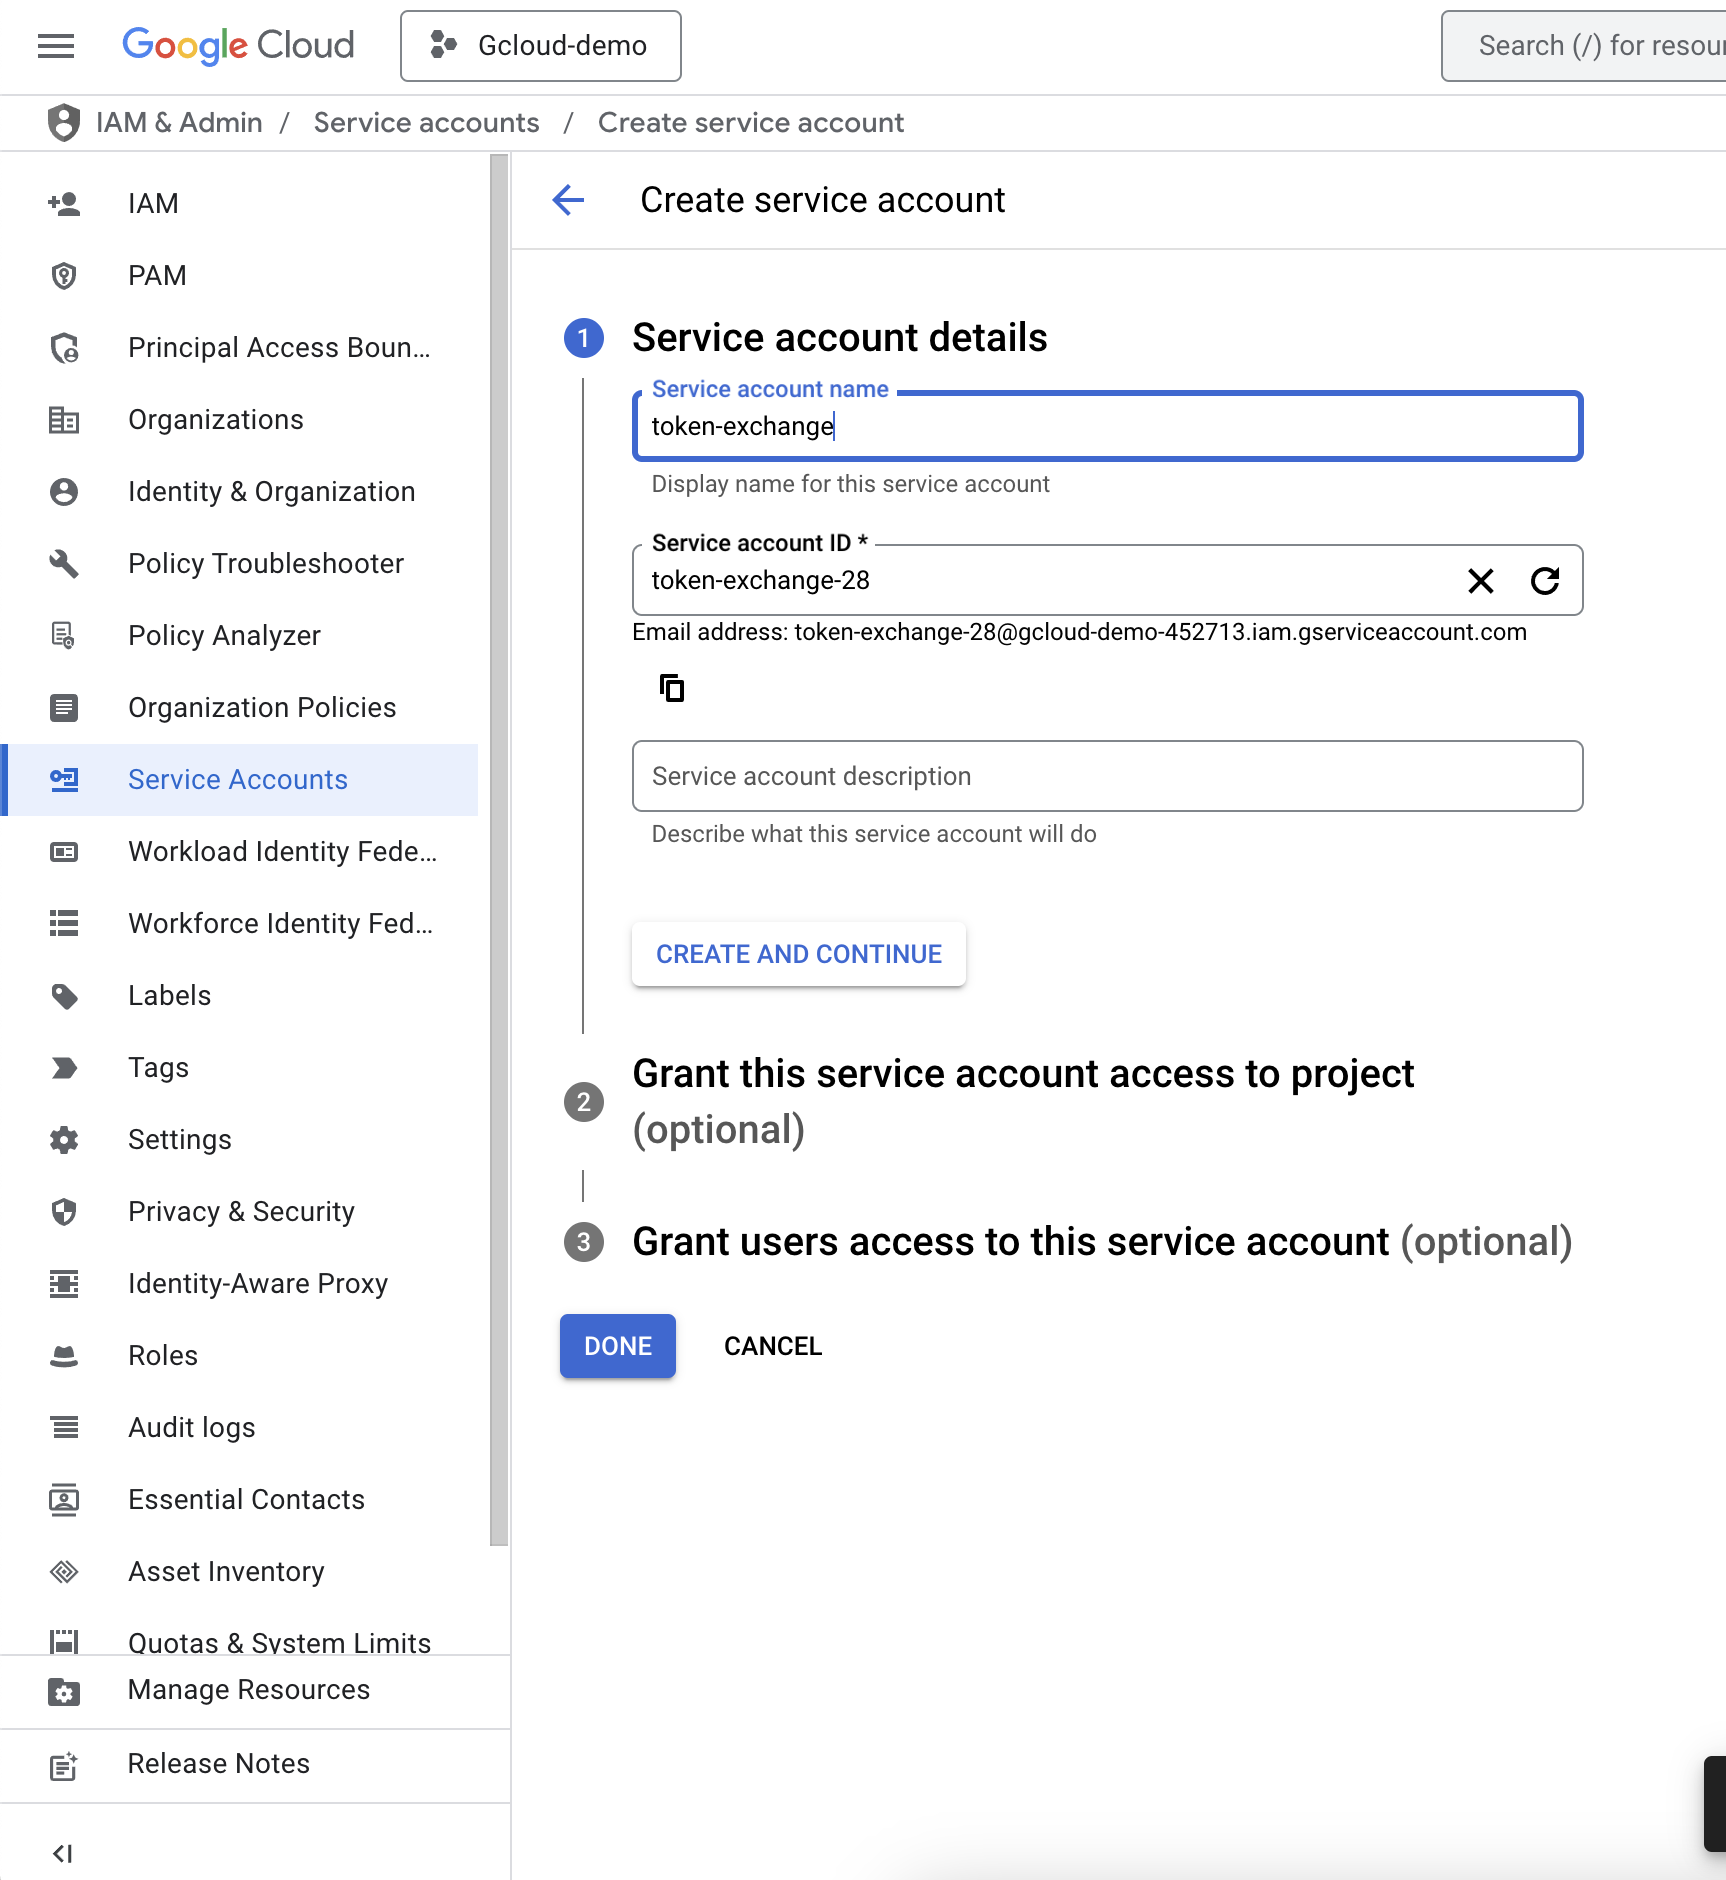 Google Cloud
Gcloud-demo
Search (/) for resour
IAM & Admin / Service accounts / Create service account
IAM
PAM
Principal Access Boun...
Organizations
Identity & Organization
Policy Troubleshooter
Policy Analyzer
Organization Policies
Service Accounts
Workload Identity Fede...
Workforce Identity Fed...
Labels
Tags
Settings
Privacy & Security
Identity-Aware Proxy
Roles
Audit logs
Essential Contacts
Asset Inventory
Quotas & System Limits
Manage Resources
Release Notes
Create service account
1 Service account details
Service account name
token-exchange
Display name for this service account
Service account ID *
token-exchange-28
Email address: token-exchange-28@gcloud-demo-452713.iam.gserviceaccount.com
Service account description
Describe what this service account will do
CREATE AND CONTINUE
2 Grant this service account access to project
(optional)
3 Grant users access to this service account (optional)
DONE CANCEL